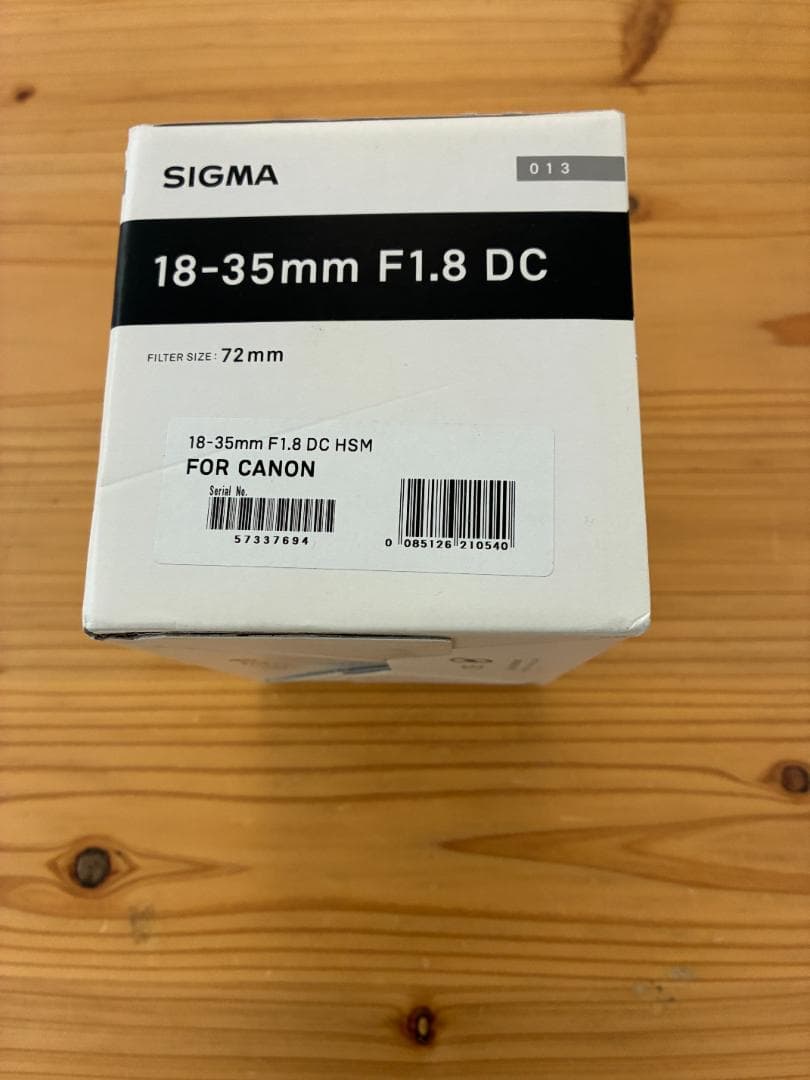 SIGMA
013
18-35mm F1.8 DC
FILTER SIZE: 72mm
18-35mm F1.8 DC HSM
FOR CANON
Serial No.
57337694
0 085126 210540